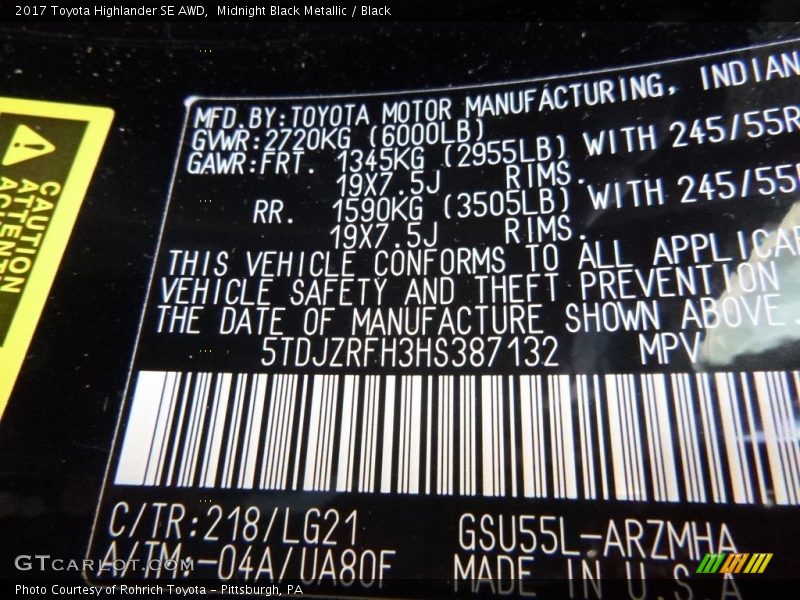 2017 Toyota Highlander SE AWD,  Midnight Black Metallic / Black
MFD.BY:TOYOTA MOTOR MANUFACTURING, INDIAN
GVWR:2720KG (6000LB)
GAWR:FRT. 1345KG (2955LB) WITH 245/55R
19X7.5J RIMS.
RR. 1590KG (3505LB) WITH 245/55
19X7.5J RIMS.
THIS VEHICLE CONFORMS TO ALL APPLICA
VEHICLE SAFETY AND THEFT PREVENTION
THE DATE OF MANUFACTURE SHOWN ABOVE.
5TDJZRFH3HS387132 MPV
C/TR:218/LG21 GSU55L-ARZMHA
A/TM:-04A/UA80F MADE IN U.S.A
CAUTION
ATTENTION
GTcarlot.com
Photo Courtesy of Rohrich Toyota - Pittsburgh, PA